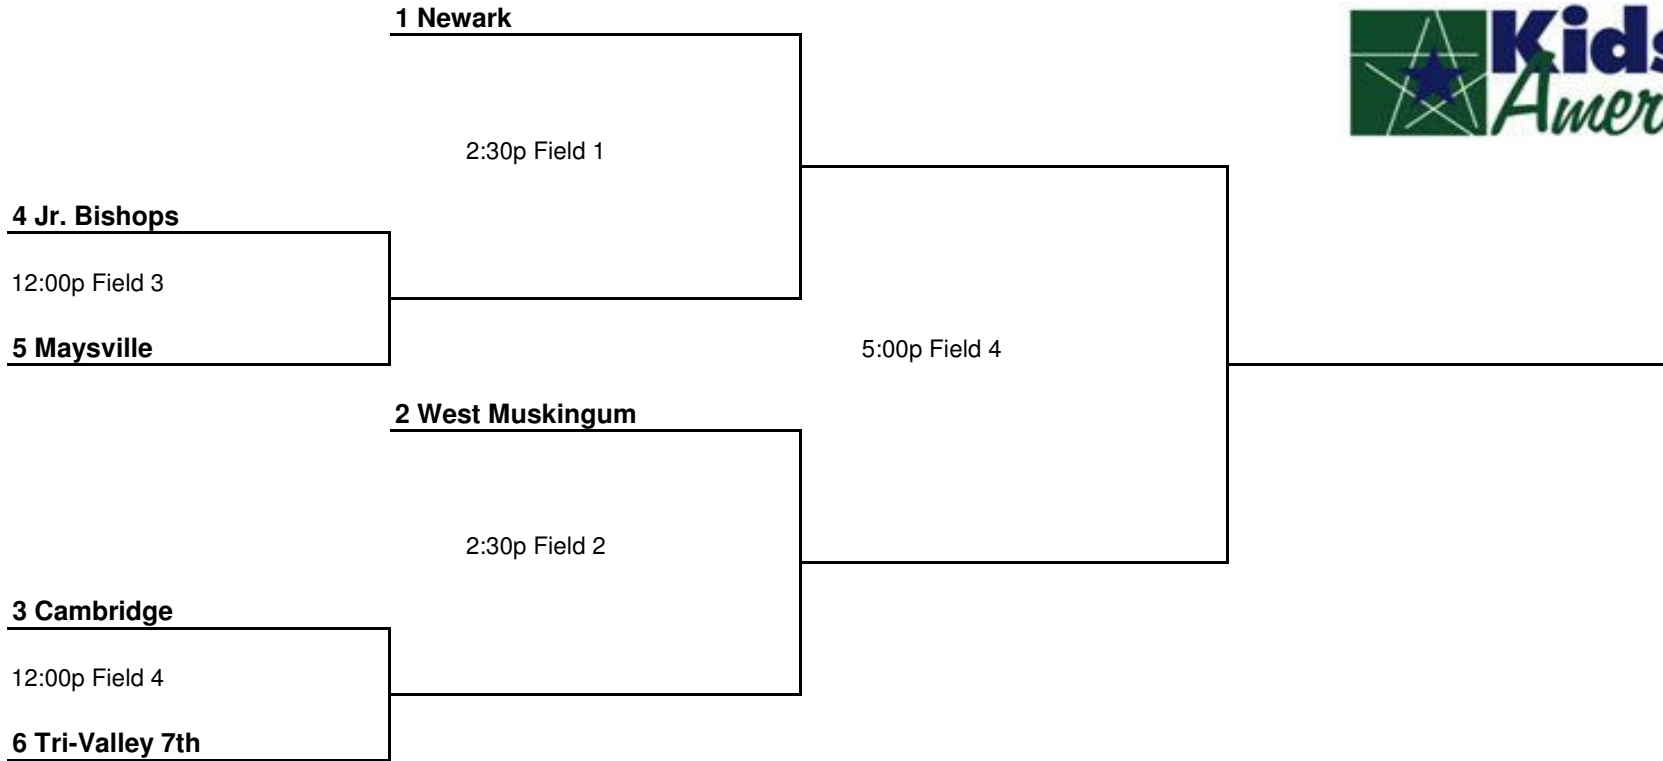 1 Newark
2:30p Field 1
4 Jr. Bishops
12:00p Field 3
5 Maysville
5:00p Field 4
2 West Muskingum
2:30p Field 2
3 Cambridge
12:00p Field 4
6 Tri-Valley 7th